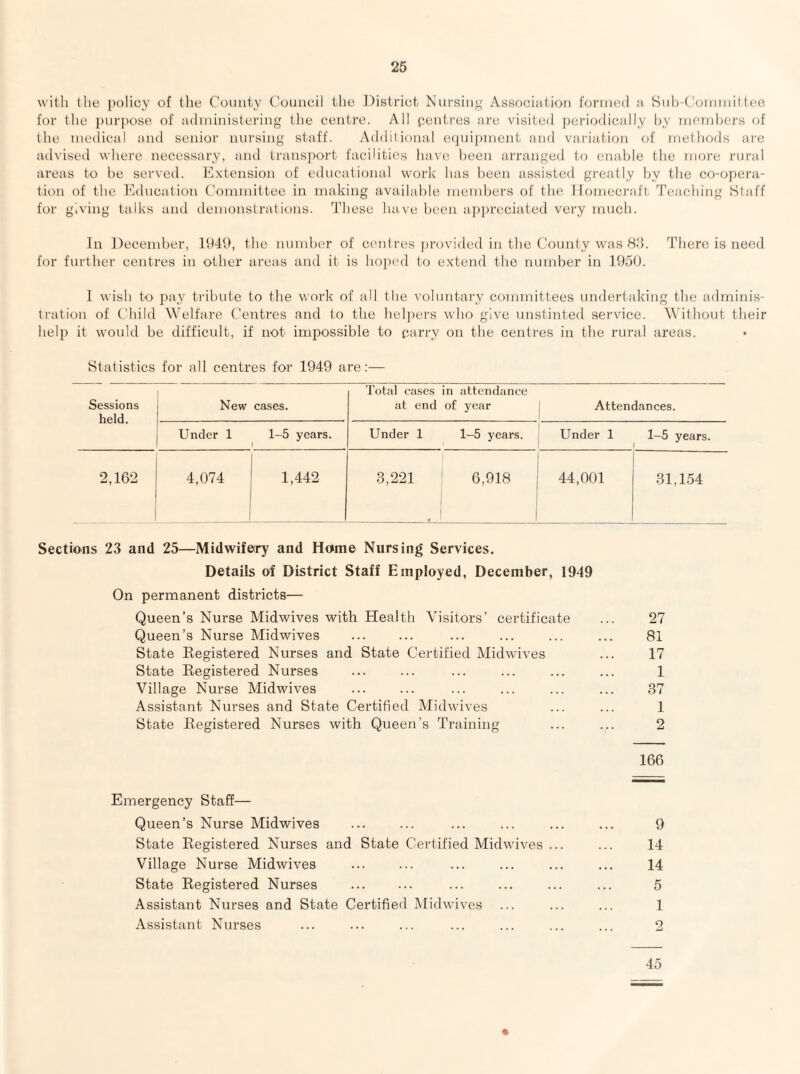 25
with the policy of the County Council the District Nursing Association formed a Sub-Committee
for the purpose of administering the centre. All centres are visited periodically by members of
the medical and senior nursing staff. Additional equipment and variation of methods are
advised where necessary, and transport facilities have been arranged to enable the more rural
areas to be served. Extension of educational work has been assisted greatly by the co-opera-
tion of the Education Committee in making available members of the Homecraft Teaching Staff
for giving talks and demonstrations. These have been appreciated very much.
In December, 1949, the number of centres provided in the County was 83. There is need
for further centres in other areas and it is hoped to extend the number in 1950.
I wish to pay tribute to the work of all the voluntary committees undertaking the adminis-
tration of Child Welfare Centres and to the helpers who give unstinted service. Without their
help it would be difficult, if not impossible to carry on the centres in the rural areas.
Statistics for all centres for 1949 are:—
Sessions held. New cases. Total cases in attendance at end of year Attendances.
Under 1 1–5 years. Under 1 1–5 years. Under 1 1–5 years.
2,162 4,074 1,442 3,221 6,918 44,001 31,154
Sections 23 and 25—Midwifery and Home Nursing Services.
Details of District Staff Employed, December, 1949
On permanent districts—
Queen's Nurse Midwives with Health Visitors' certificate ... 27
Queen's Nurse Midwives ... ... ... ... ... ... 81
State Registered Nurses and State Certified Midwives ... 17
State Registered Nurses ... ... ... ... ... ... 1
Village Nurse Midwives ... ... ... ... ... ... 37
Assistant Nurses and State Certified Midwives ... ... 1
State Registered Nurses with Queen's Training ... ... 2
166
Emergency Staff—
Queen's Nurse Midwives ... ... ... ... ... ... 9
State Registered Nurses and State Certified Midwives ... ... 14
Village Nurse Midwives ... ... ... ... ... ... 14
State Registered Nurses ... ... ... ... ... ... 5
Assistant Nurses and State Certified Midwives ... ... ... 1
Assistant Nurses ... ... ... ... ... ... ... 2
45